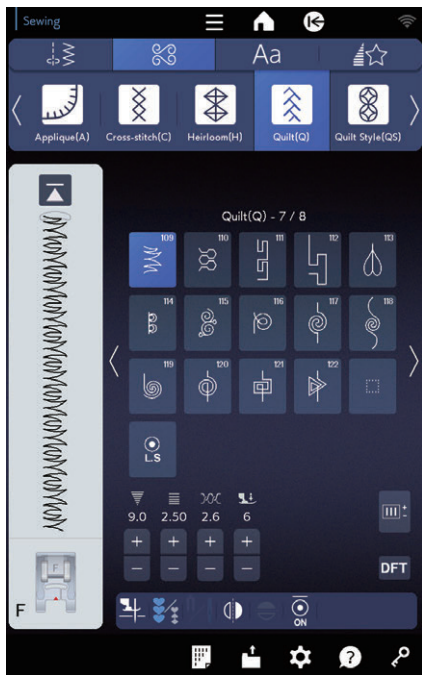 Sewing
Aa
Applique(A) Cross-stitch(C) Heirloom(H) Quilt(Q) Quilt Style(QS)
Quilt(Q) - 7 / 8
109 110 111 112 113
114 115 116 117 118
119 120 121 122
L.S
9.0 2.50 2.6 6
+ + +
− − −
DFT
F
F
ON
?